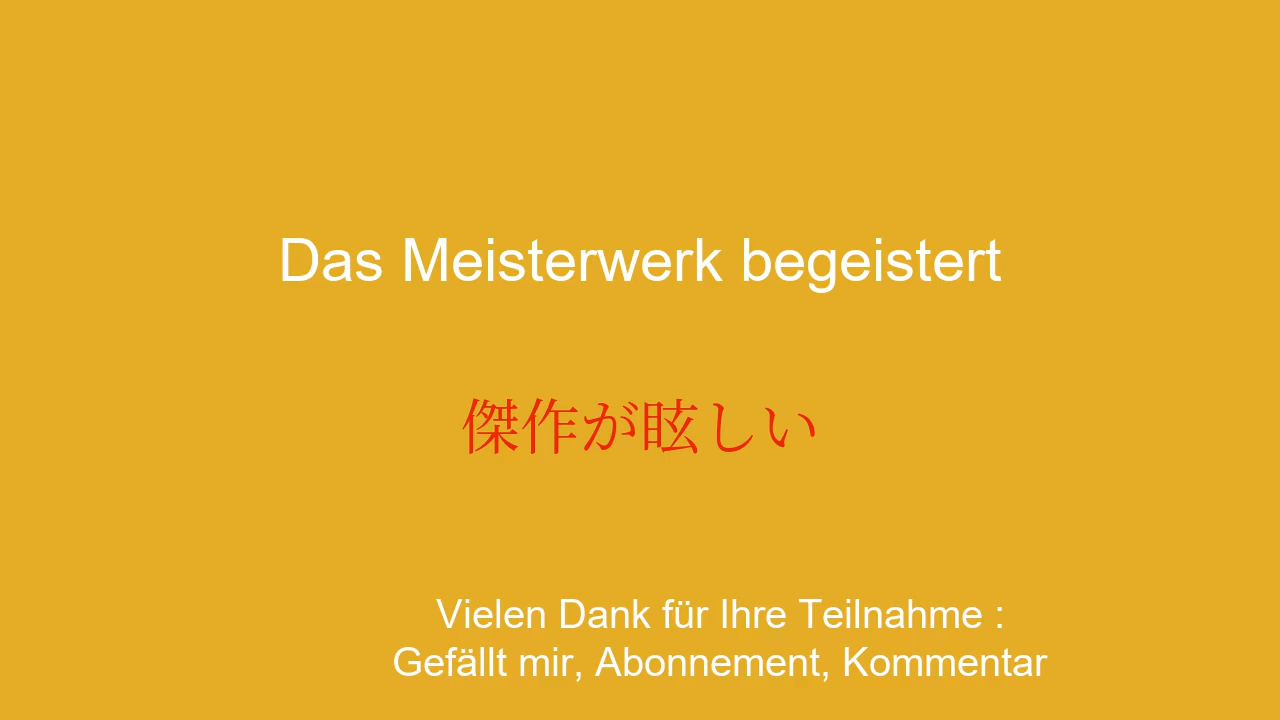 Das Meisterwerk begeistert
傑作が眩しい
Vielen Dank für Ihre Teilnahme :
Gefällt mir, Abonnement, Kommentar